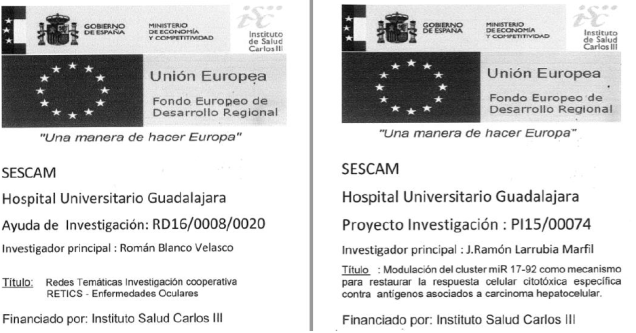 GOBIERNO
DE ESPAÑA
MINISTERIO
DE ECONOMÍA
Y COMPETITIVIDAD
Instituto
de Salud
Carlos III
Unión Europea
Fondo Europeo de
Desarrollo Regional
"Una manera de hacer Europa"
SESCAM
Hospital Universitario Guadalajara
Ayuda de Investigación: RD16/0008/0020
Investigador principal : Román Blanco Velasco
Título: Redes Temáticas Investigación cooperativa
RETICS - Enfermedades Oculares
Financiado por: Instituto Salud Carlos III
GOBIERNO
DE ESPAÑA
MINISTERIO
DE ECONOMÍA
Y COMPETITIVIDAD
Instituto
de Salud
Carlos III
Unión Europea
Fondo Europeo de
Desarrollo Regional
"Una manera de hacer Europa"
SESCAM
Hospital Universitario Guadalajara
Proyecto Investigación : PI15/00074
Investigador principal : J.Ramón Larrubia Marfil
Título : Modulación del cluster miR 17-92 como mecanismo
para restaurar la respuesta celular citotóxica específica
contra antígenos asociados a carcinoma hepatocelular.
Financiado por: Instituto Salud Carlos III